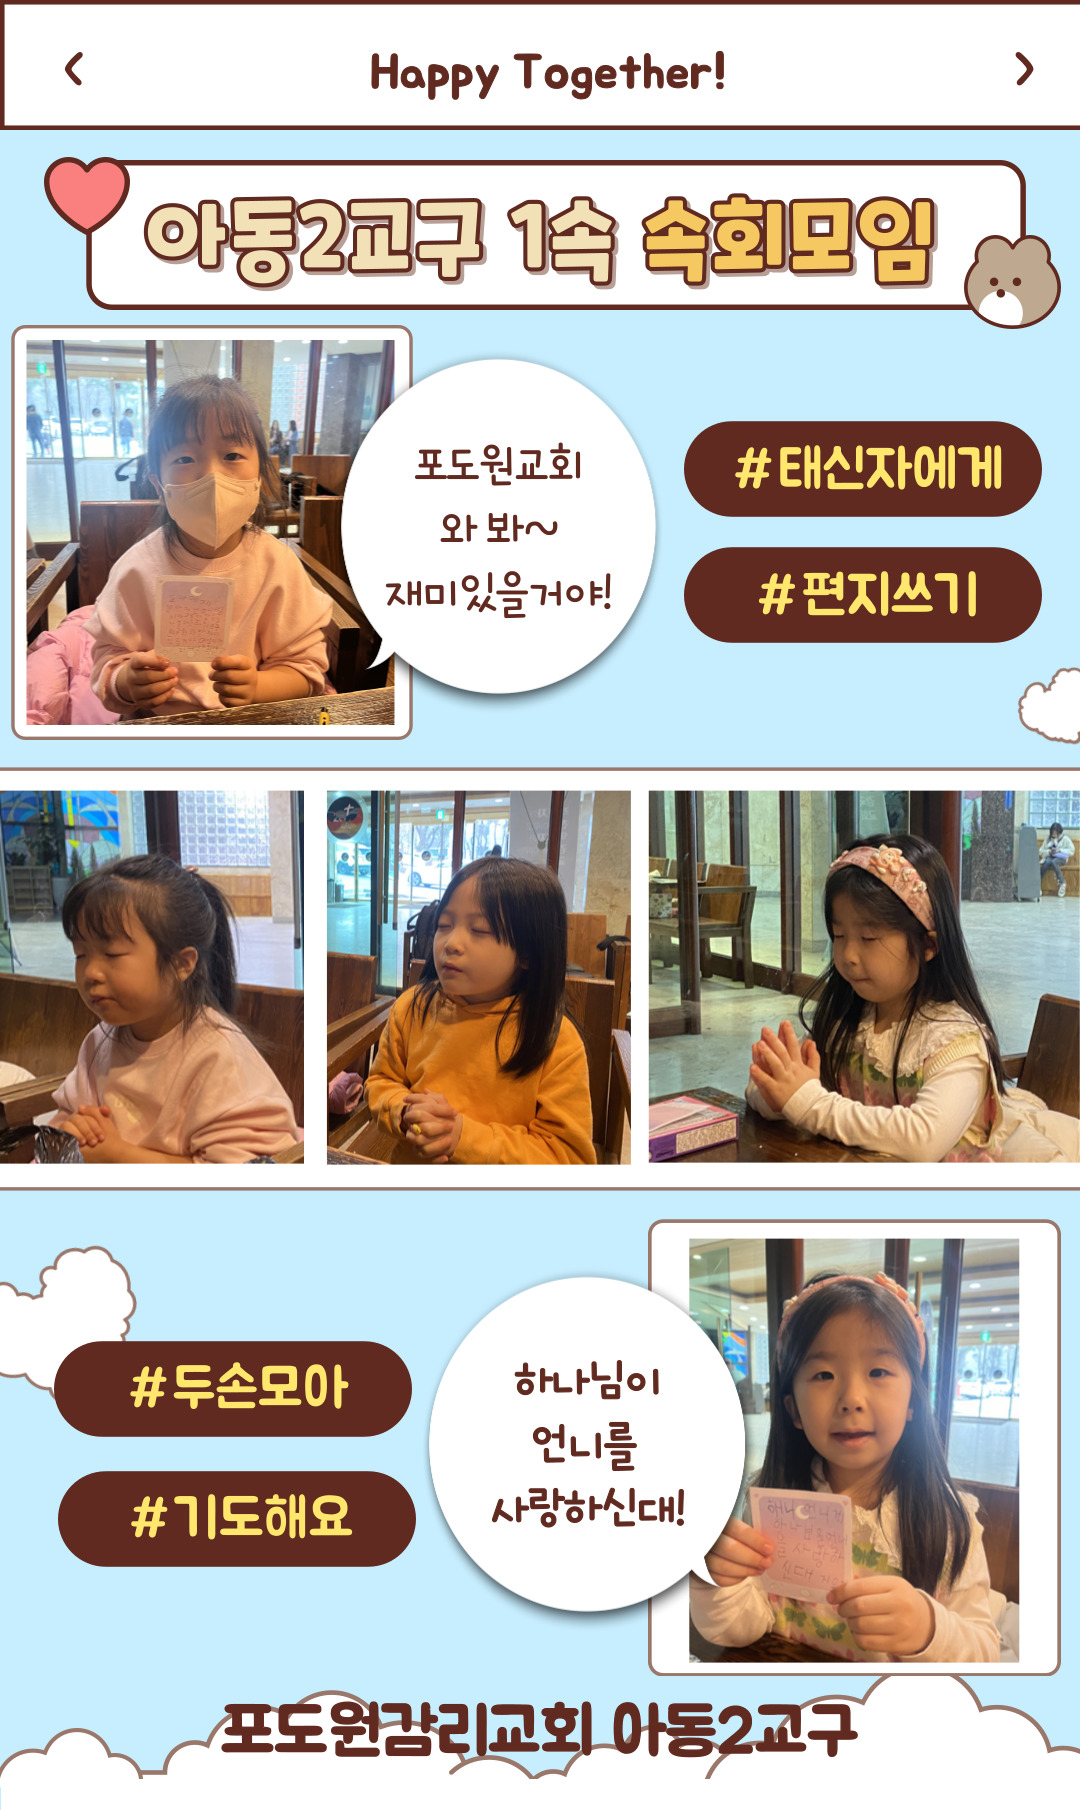 Happy Together!
아동2교구 1속 속회모임
포도원교회
와 봐~
재미있을거야!
#태신자에게
#편지쓰기
#두손모아
#기도해요
하나님이
언니를
사랑하신대!
포도원감리교회 아동2교구